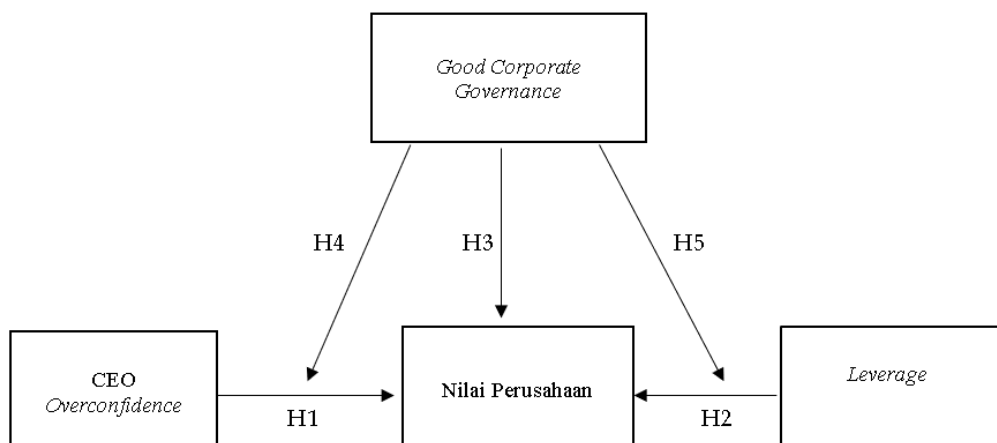 Good Corporate
Governance
H4
H3
H5
CEO
Overconfidence
H1
Nilai Perusahaan
H2
Leverage